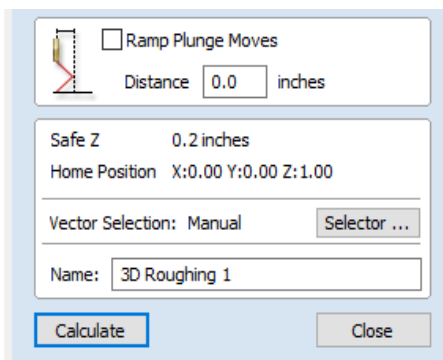 Ramp Plunge Moves
Distance 0.0 inches
Safe Z 0.2 inches
Home Position X:0.00 Y:0.00 Z:1.00
Vector Selection: Manual Selector ...
Name: 3D Roughing 1
Calculate Close